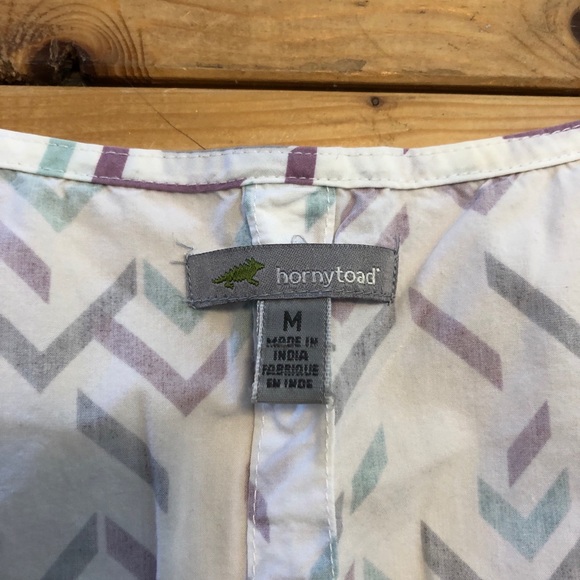 hornytoad®
M
MADE IN
INDIA
FABRIQUE
EN INDE